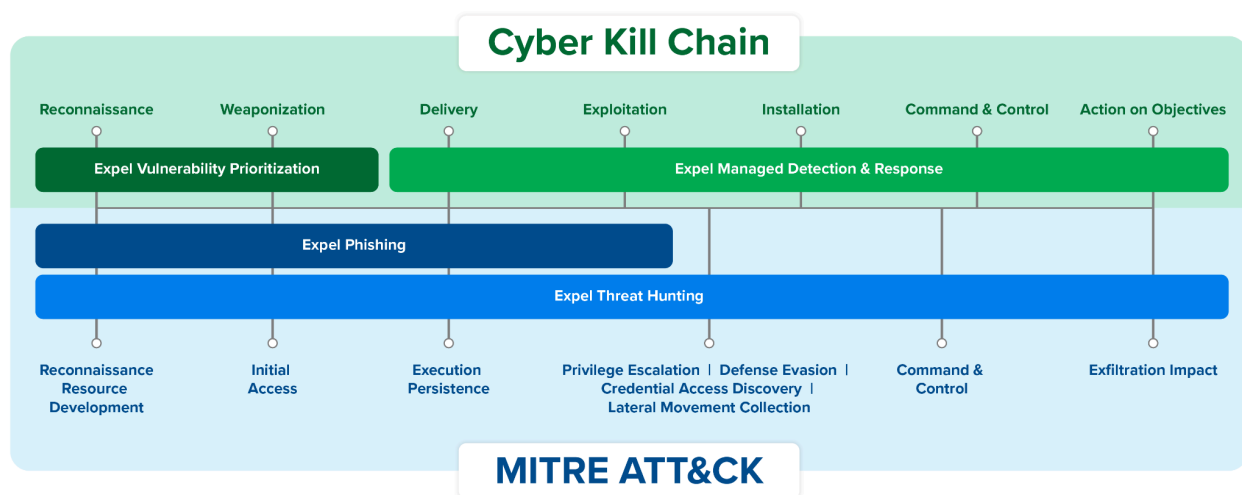 Cyber Kill Chain
Reconnaissance
Weaponization
Delivery
Exploitation
Installation
Command & Control
Action on Objectives
Expel Vulnerability Prioritization
Expel Managed Detection & Response
Expel Phishing
Expel Threat Hunting
Reconnaissance
Resource
Development
Initial
Access
Execution
Persistence
Privilege Escalation | Defense Evasion |
Credential Access Discovery |
Lateral Movement Collection
Command &
Control
Exfiltration Impact
MITRE ATT&CK